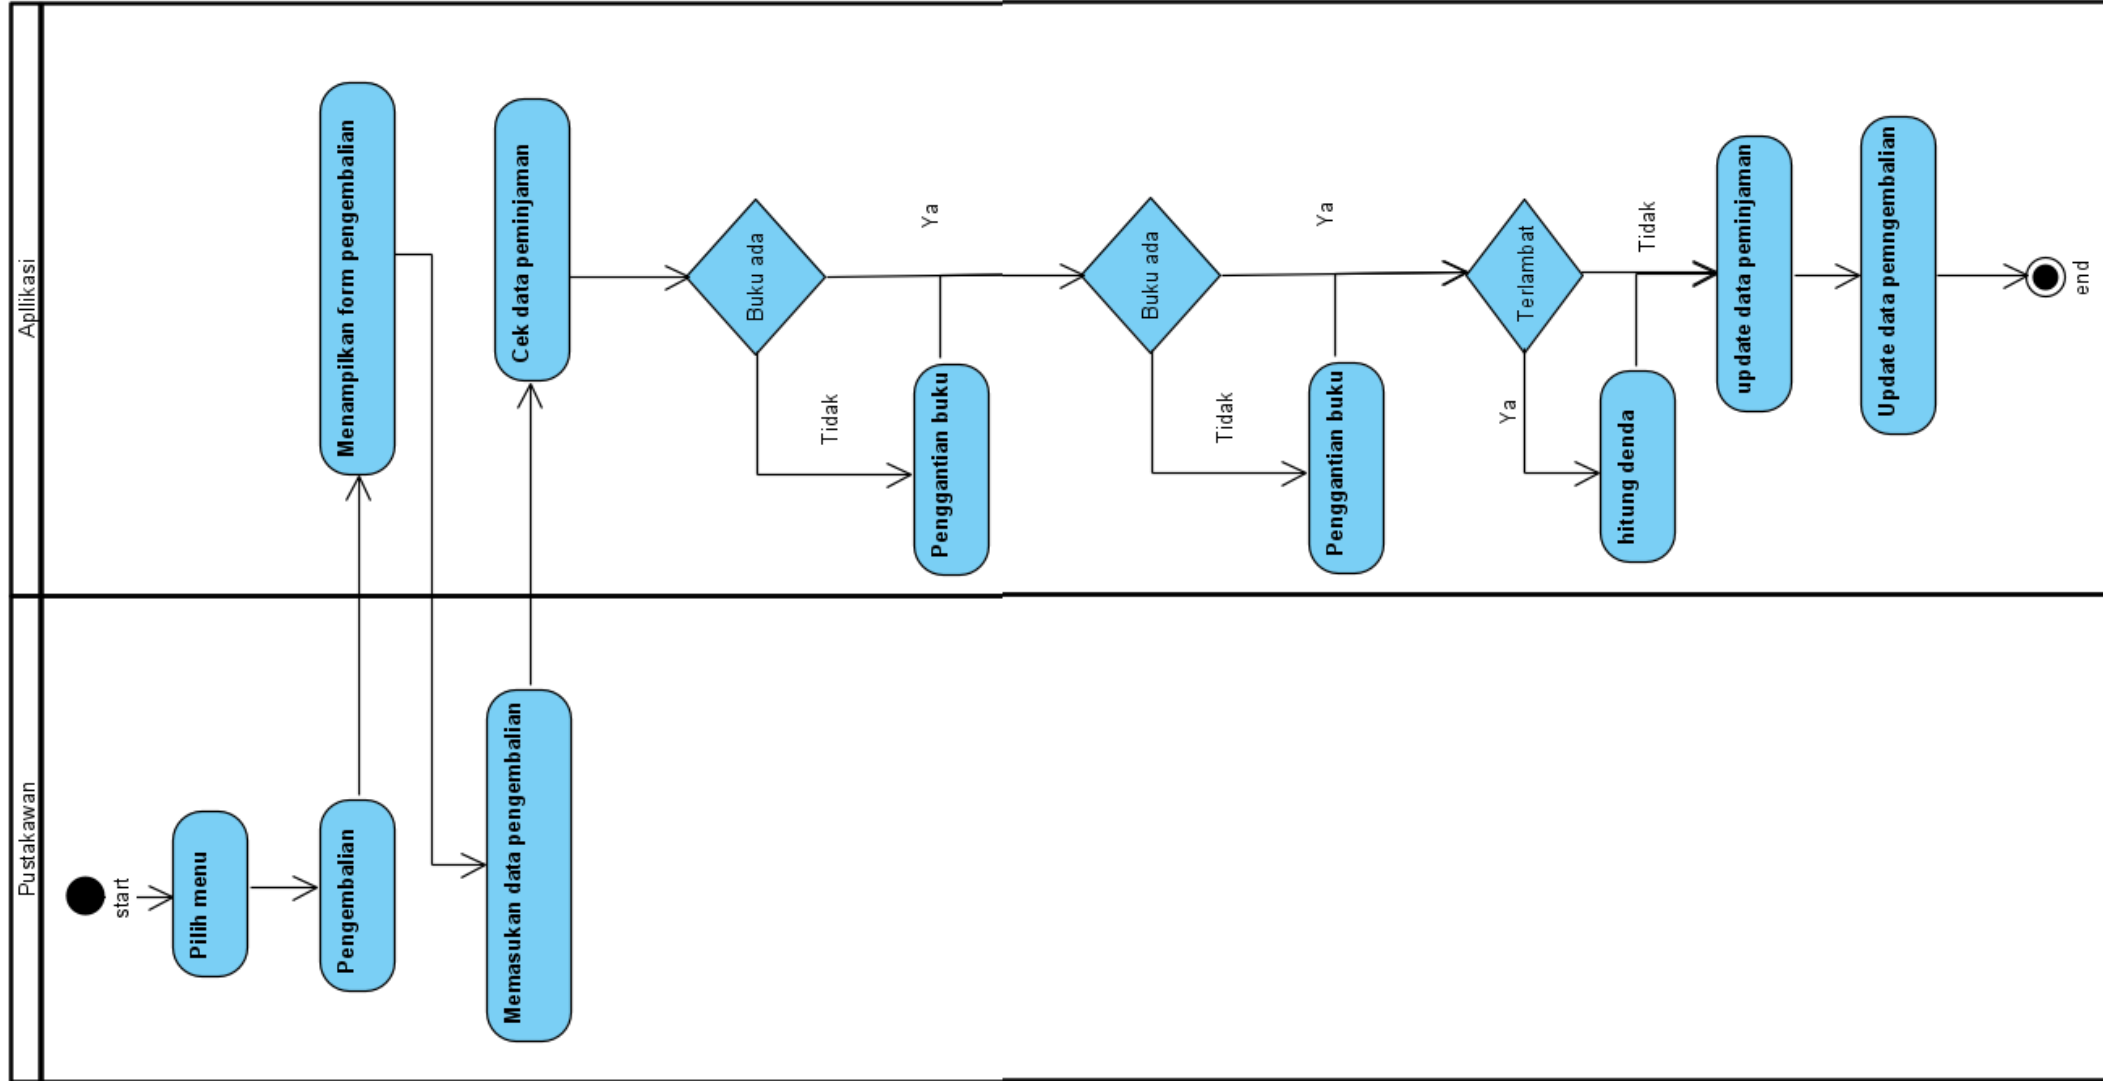 Pustakawan
Apllikasi
start
Pilih menu
Pengembalian
Menampilkan form pengembalian
Memasukan data pengembalian
Cek data peminjaman
Buku ada
Tidak
Ya
Penggantian buku
Buku ada
Tidak
Ya
Penggantian buku
Terlambat
Ya
Tidak
hitung denda
update data peminjaman
Update data pemngembalian
end